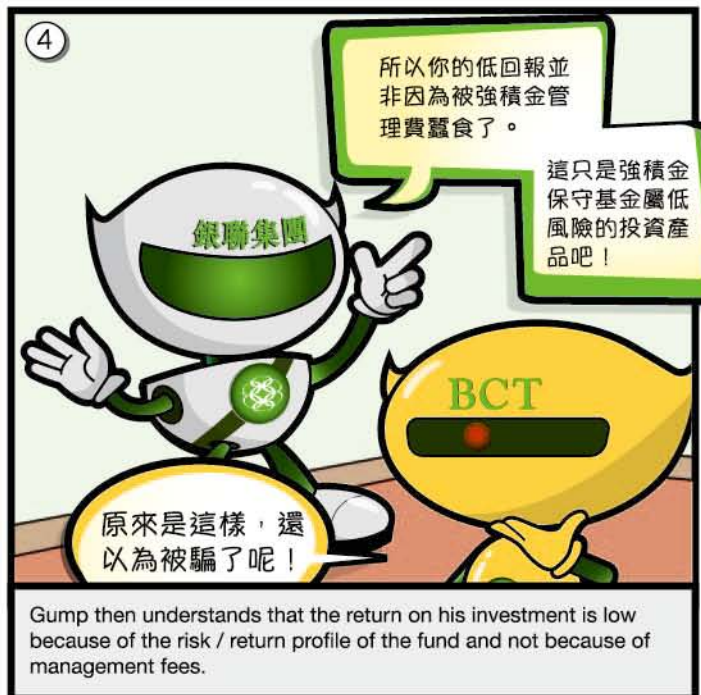 4
所以你的低回報並
非因為被強積金管
理費蠶食了。
這只是強積金
保守基金屬低
風險的投資產
品吧！
銀聯集團
BCT
原來是這樣，還
以為被騙了呢！
Gump then understands that the return on his investment is low
because of the risk / return profile of the fund and not because of
management fees.